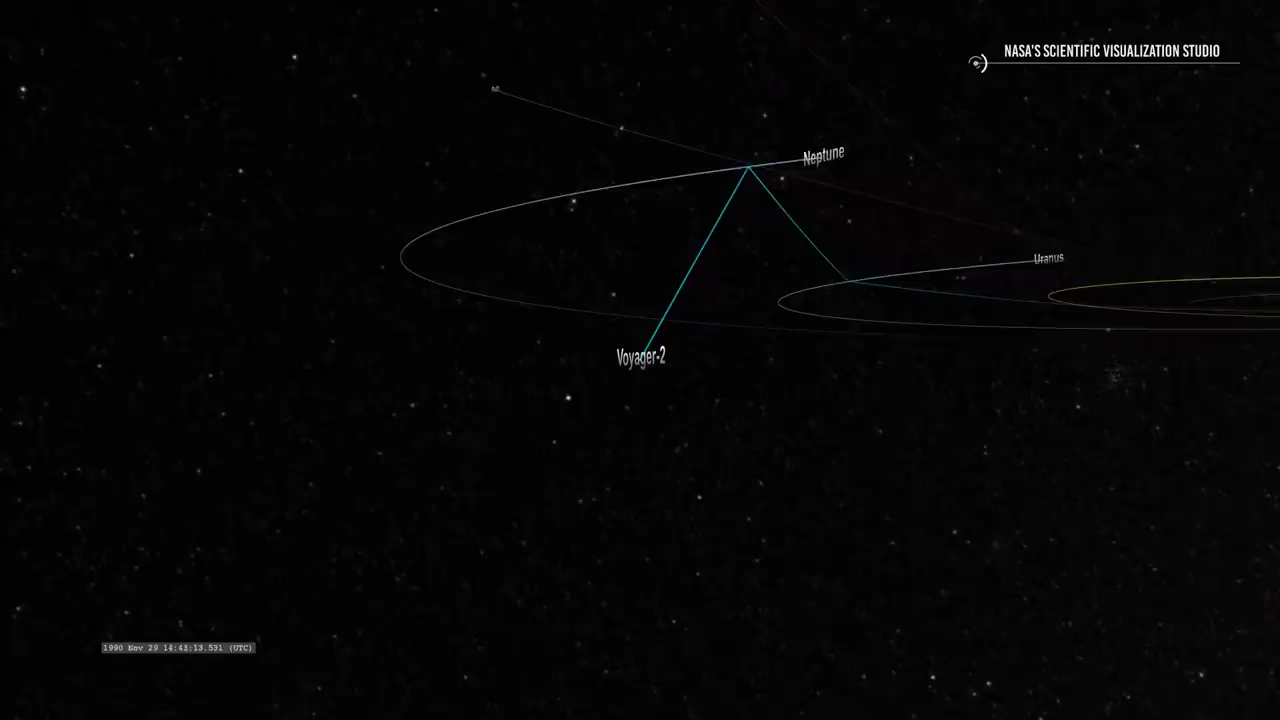 NASA'S SCIENTIFIC VISUALIZATION STUDIO
Neptune
Uranus
Voyager-2
1990 Nov 29 14:43:13.531 (UTC)